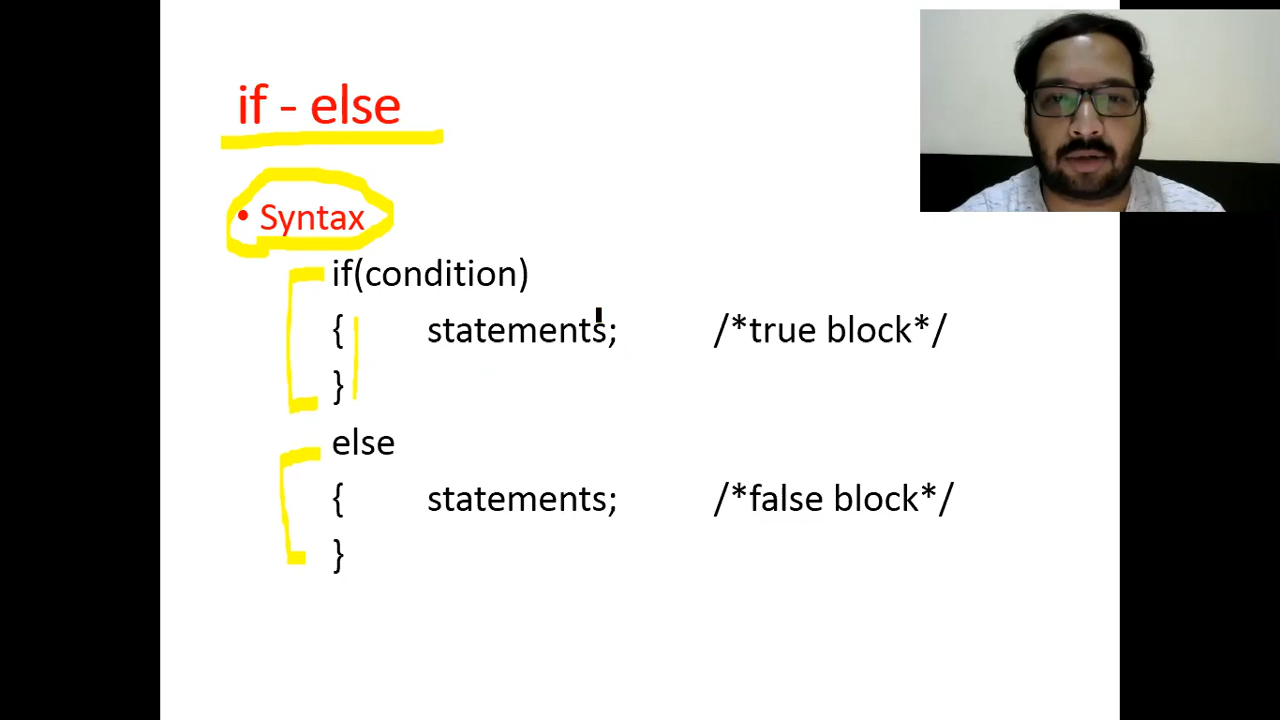 if - else
• Syntax
if(condition)
{ statements; /*true block*/
}
else
{ statements; /*false block*/
}